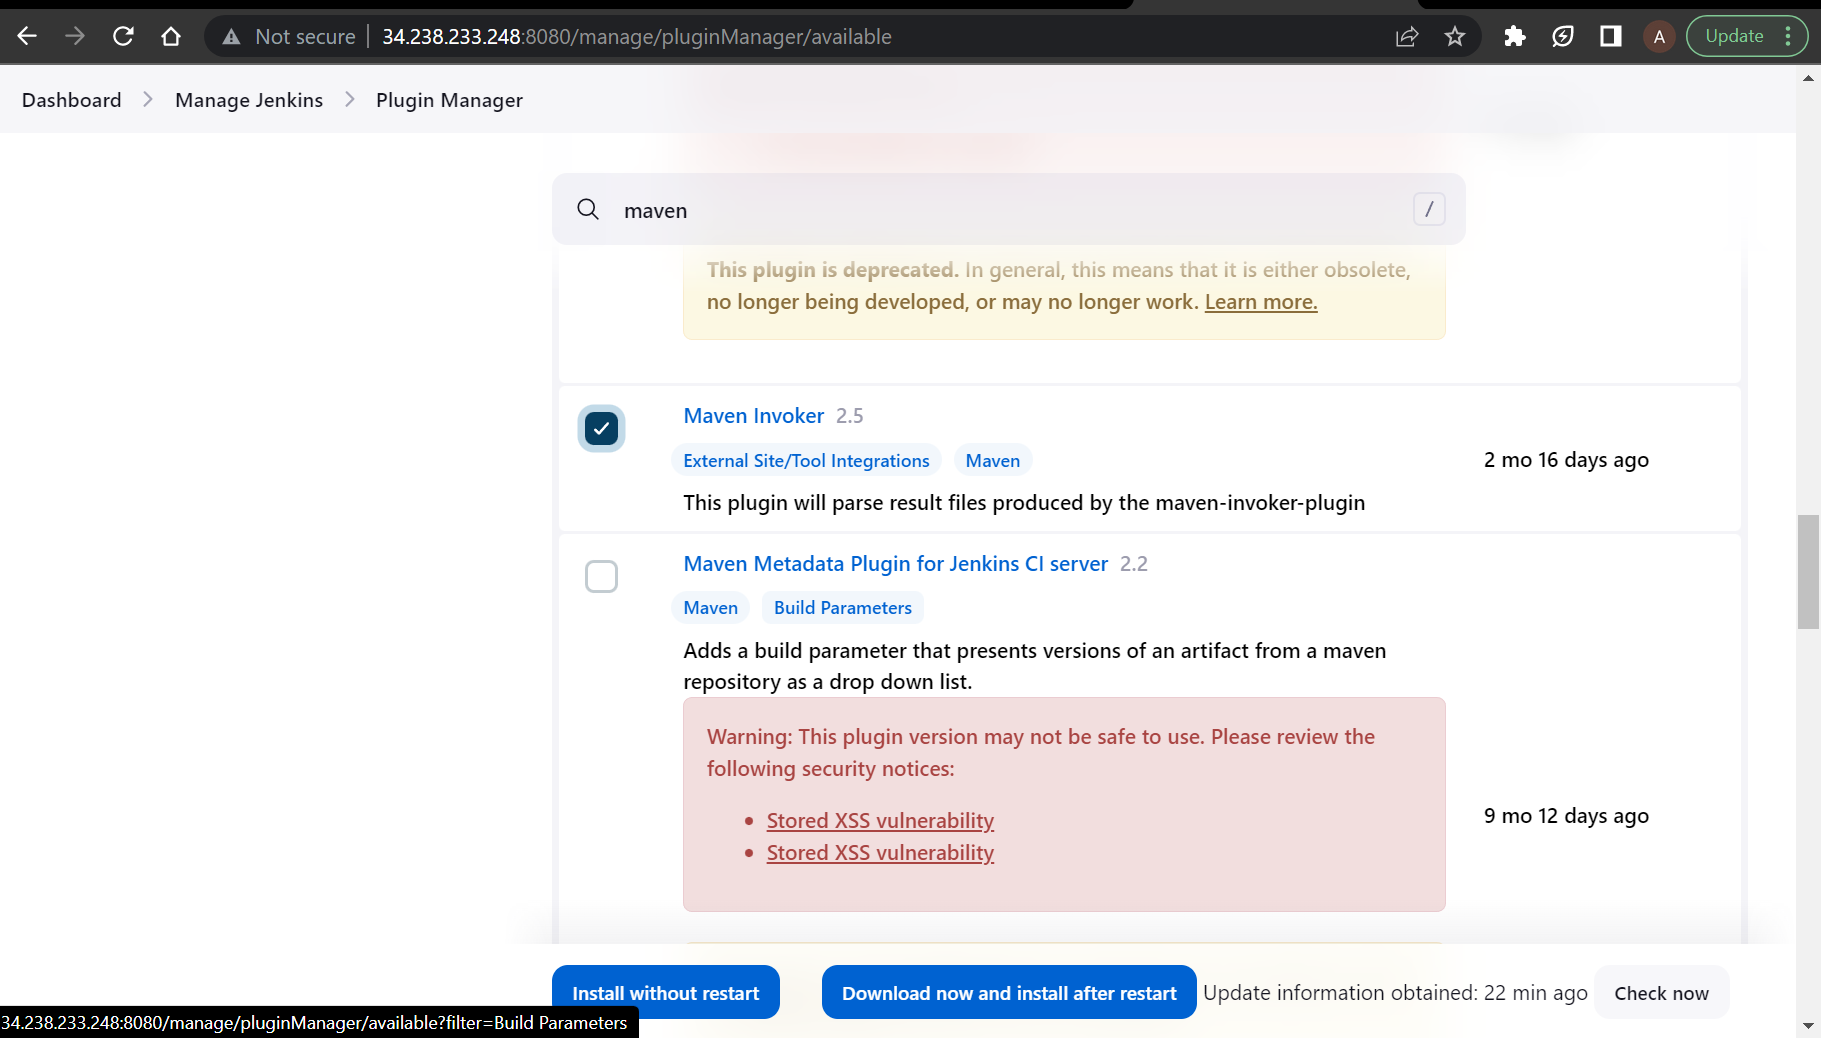 Not secure 34.238.233.248:8080/manage/pluginManager/available
A
Update
Dashboard
Manage Jenkins
Plugin Manager
maven
/
This plugin is deprecated. In general, this means that it is either obsolete,
no longer being developed, or may no longer work. Learn more.
Maven Invoker 2.5
External Site/Tool Integrations Maven
2 mo 16 days ago
This plugin will parse result files produced by the maven-invoker-plugin
Maven Metadata Plugin for Jenkins CI server 2.2
Maven Build Parameters
Adds a build parameter that presents versions of an artifact from a maven
repository as a drop down list.
Warning: This plugin version may not be safe to use. Please review the
following security notices:
Stored XSS vulnerability
Stored XSS vulnerability
9 mo 12 days ago
Install without restart
Download now and install after restart
Update information obtained: 22 min ago
Check now
34.238.233.248:8080/manage/pluginManager/available?filter=Build Parameters